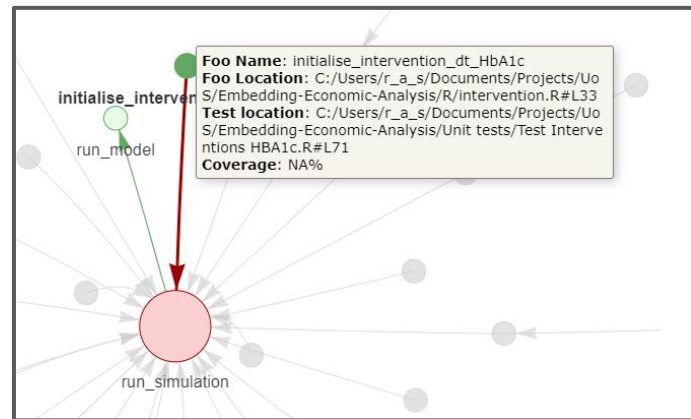 Foo Name: initialise_intervention_dt_HbA1c
Foo Location: C:/Users/r_a_s/Documents/Projects/Uo
S/Embedding-Economic-Analysis/R/intervention.R#L33
Test location: C:/Users/r_a_s/Documents/Projects/Uo
S/Embedding-Economic-Analysis/Unit tests/Test Interve
ntions HBA1c.R#L71
Coverage: NA%
initialise_interven
run_model
run_simulation